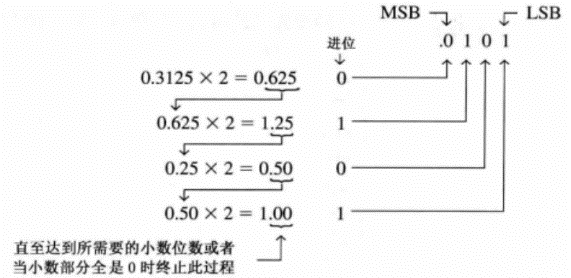 MSB LSB
进位 .0 1 0 1
0.3125 × 2 = 0.625 0
0.625 × 2 = 1.25 1
0.25 × 2 = 0.50 0
0.50 × 2 = 1.00 1
直至达到所需要的小数位数或者
当小数部分全是 0 时终止此过程